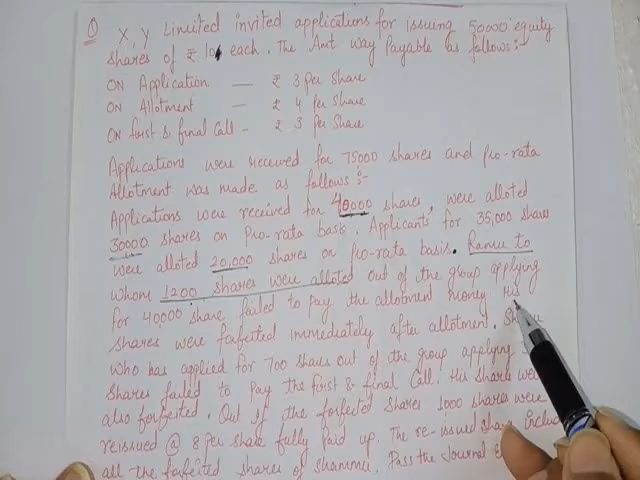 Q X, Y Limited invited applications for issuing 50000 equity
shares of ₹ 10 each. The Amt way Payable as follows:-
ON Application — ₹ 3 per share
ON Allotment — ₹ 4 per share
ON first & final Call - ₹ 3 per share
Applications were received for 75000 shares and pro-rata
Allotment was made as follows :-
Applications were received for 40000 shares, were alloted
30000 shares on pro-rata basis. Applicants for 35,000 share
were alloted 20,000 shares on pro-rata basis. Ramu to
whom 1200 shares were alloted out of the group applying
for 40,000 share failed to pay the allotment money His
shares were forfeited immediately after allotment.
who has applied for 700 shares out of the group applying
shares failed to pay the first & final Call. His shares
also forfeited. Out of the forfeited shares 1000 shares were
reissued @ 8 per share fully Paid up. The re-issued
all the forfeited shares of shammu. Pass the Journal